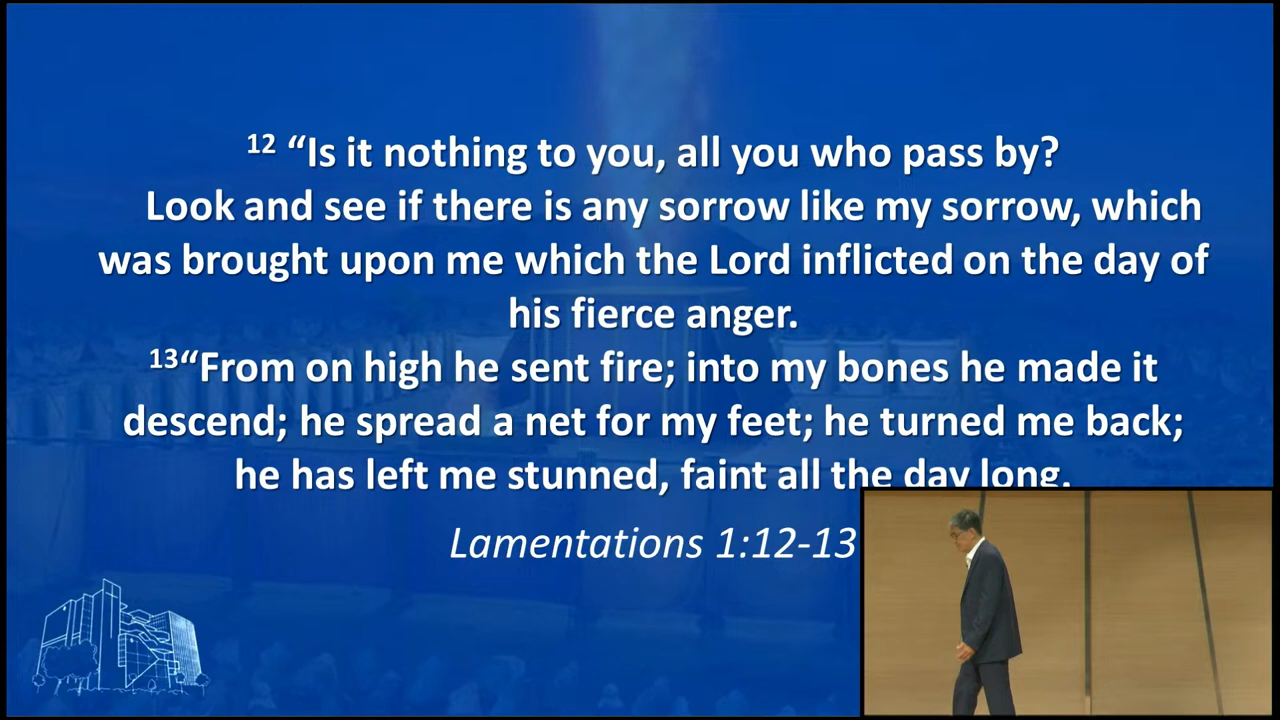 ¹² “Is it nothing to you, all you who pass by?
Look and see if there is any sorrow like my sorrow, which
was brought upon me which the Lord inflicted on the day of
his fierce anger.
¹³“From on high he sent fire; into my bones he made it
descend; he spread a net for my feet; he turned me back;
he has left me stunned, faint all the day long.
Lamentations 1:12-13